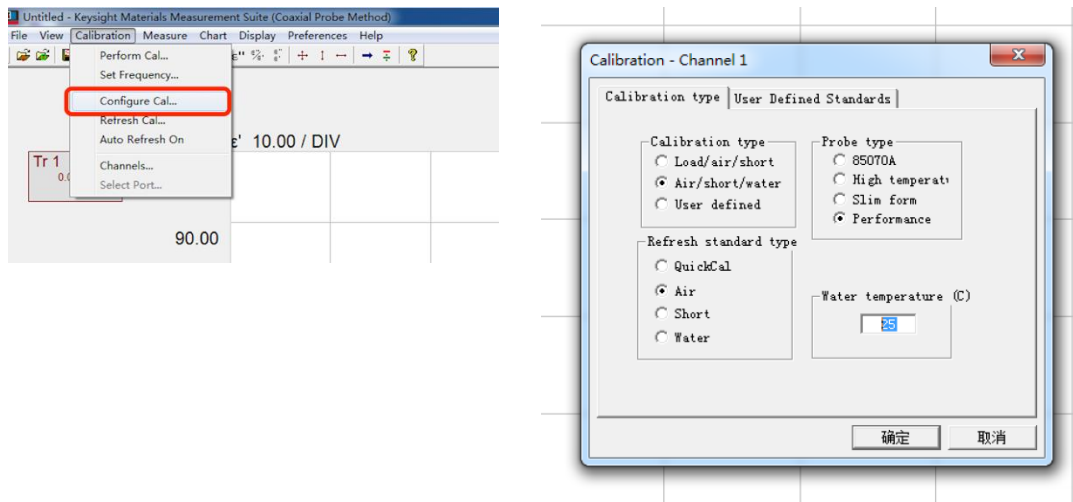 Untitled - Keysight Materials Measurement Suite (Coaxial Probe Method)
File View Calibration Measure Chart Display Preferences Help
Perform Cal...
Set Frequency...
Configure Cal...
Refresh Cal...
Auto Refresh On
Channels...
Select Port...
ε' 10.00 / DIV
Tr 1
90.00
Calibration - Channel 1
Calibration type
User Defined Standards
Calibration type
Load/air/short
Air/short/water
User defined
Probe type
85070A
High temperat
Slim form
Performance
Refresh standard type
QuickCal
Air
Short
Water
Water temperature (C)
25
确定
取消